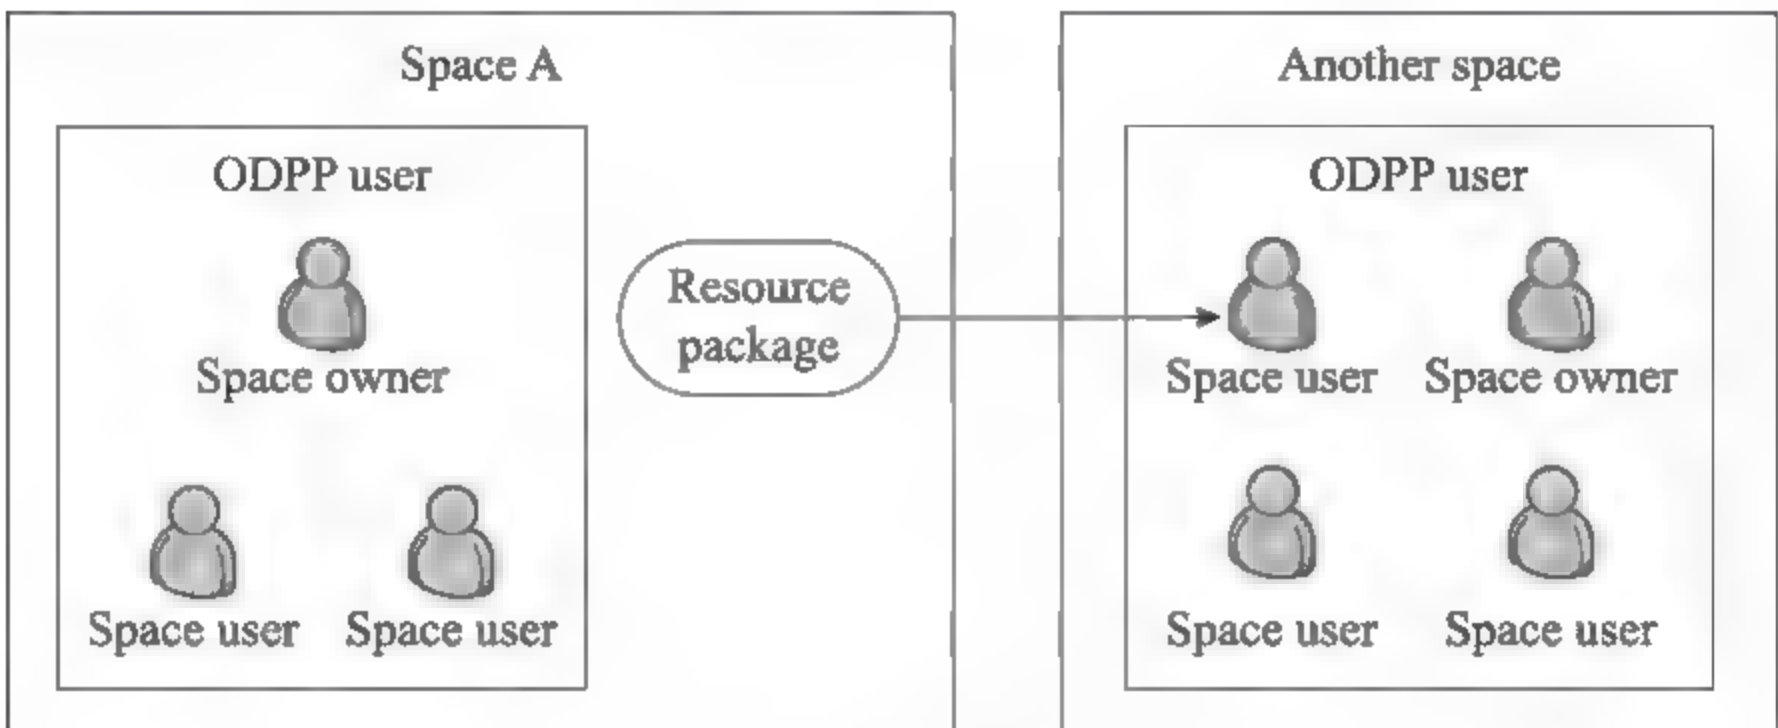 Space A
ODPP user
Space owner
Space user
Space user
Resource
package
Another space
ODPP user
Space user
Space owner
Space user
Space user